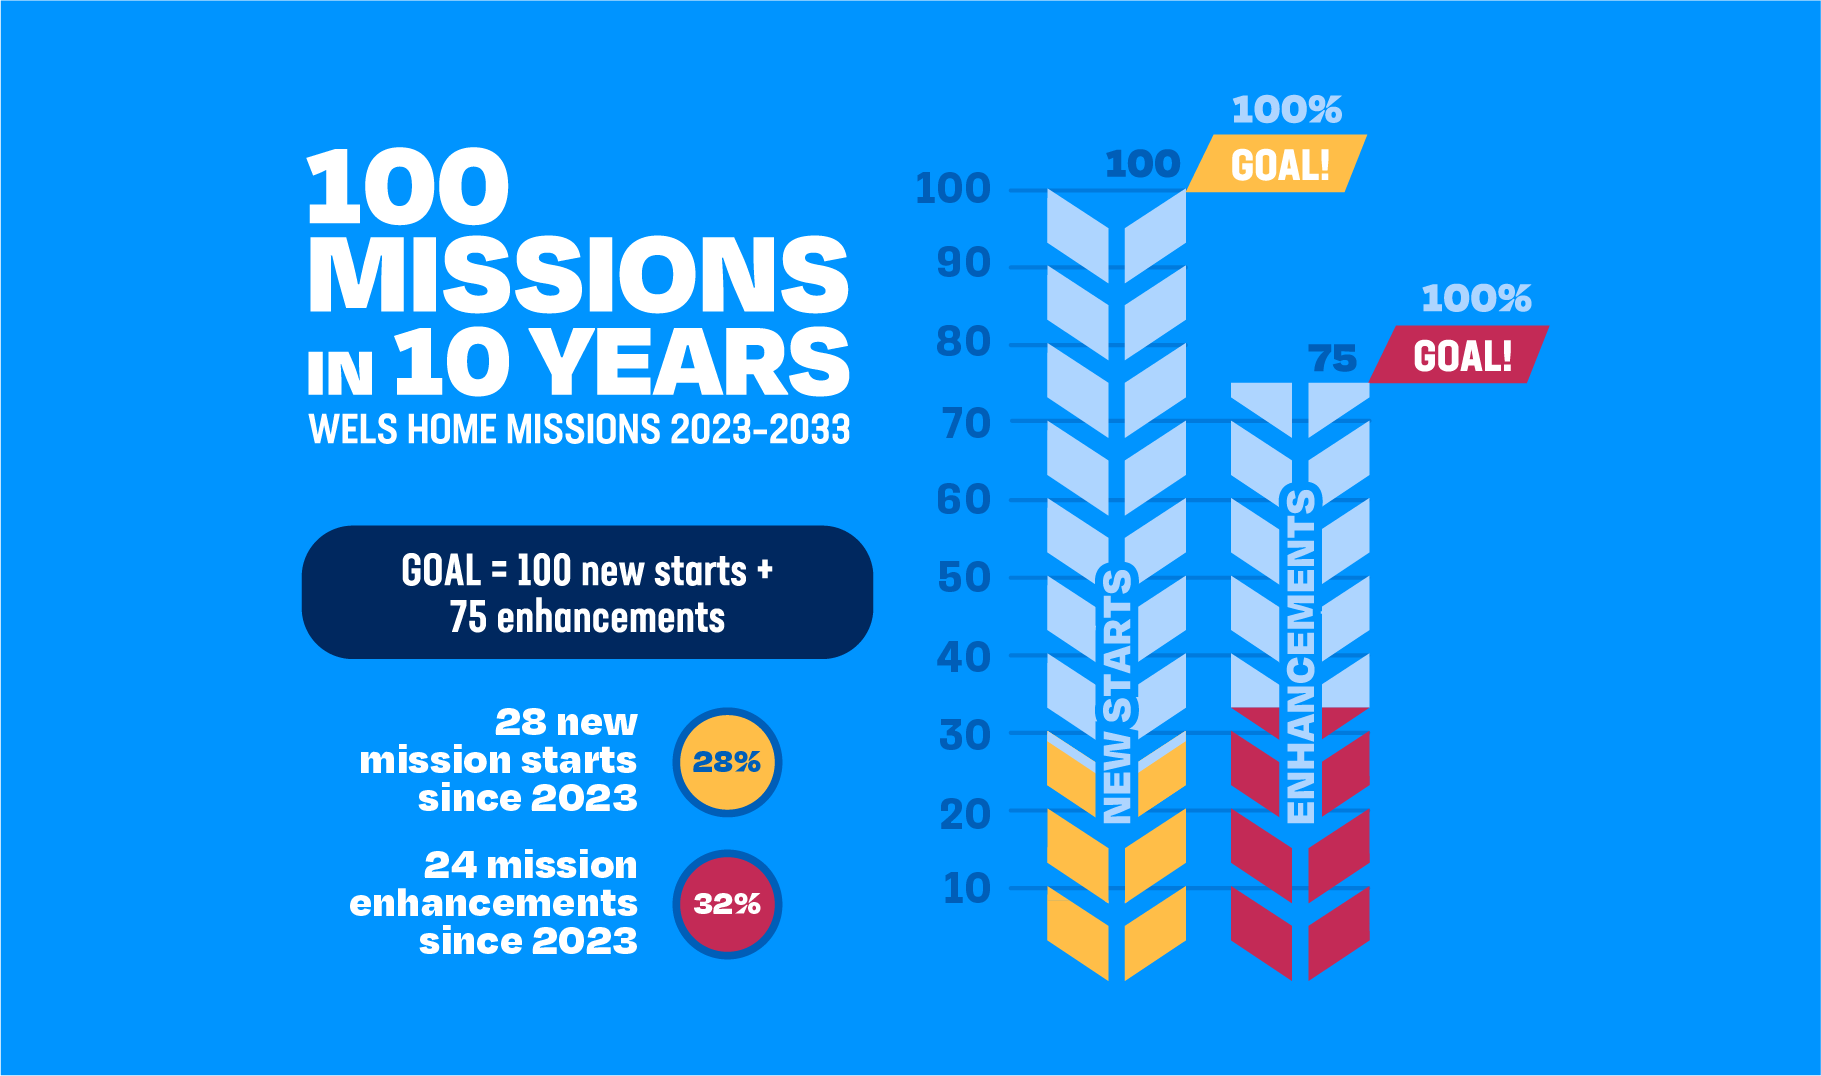 100
MISSIONS
IN 10 YEARS
WELS HOME MISSIONS 2023-2033
GOAL = 100 new starts +
75 enhancements
28 new
mission starts
since 2023
28%
24 mission
enhancements
since 2023
32%
100%
GOAL!
100
100%
GOAL!
75
100
90
80
70
60
50
40
30
20
10
NEW STARTS
ENHANCEMENTS